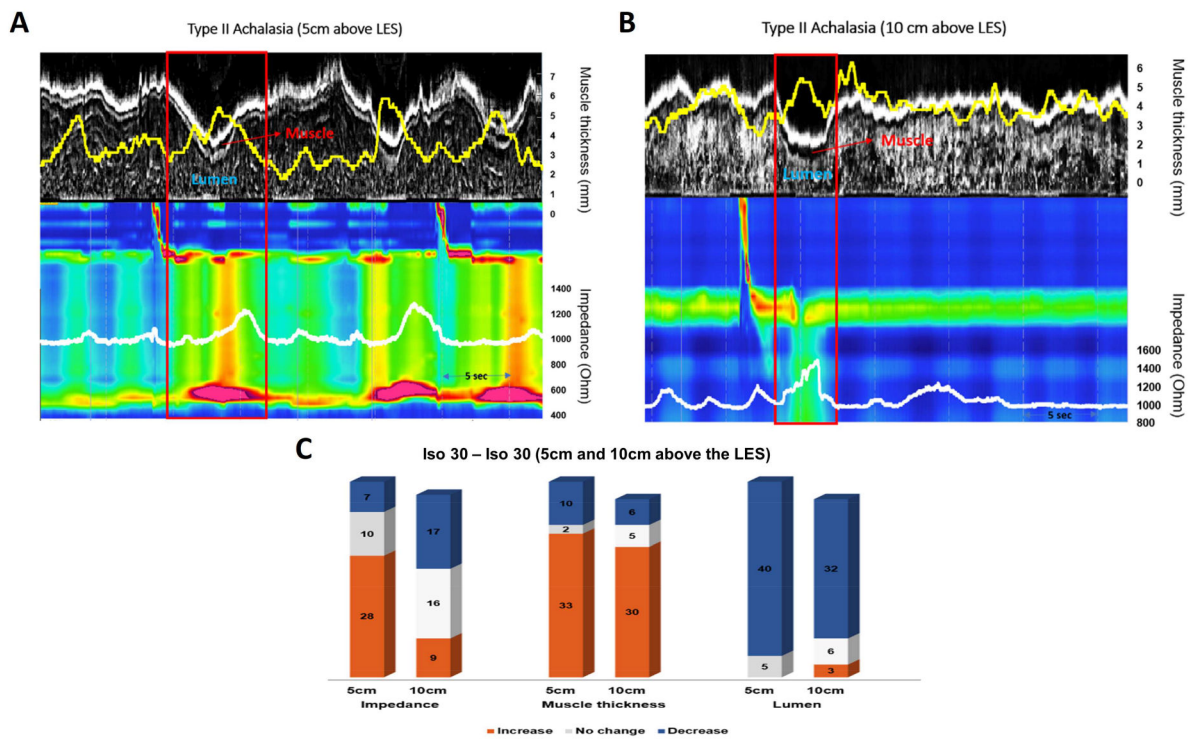 A
Type II Achalasia (5cm above LES)
Muscle
Lumen
7
6
5
4
3
2
1
0
Muscle thickness (mm)
1400
1200
1000
800
600
400
Impedance (Ohm)
5 sec
B
Type II Achalasia (10 cm above LES)
Muscle
Lumen
6
5
4
3
2
1
0
Muscle thickness (mm)
1600
1400
1200
1000
800
Impedance (Ohm)
5 sec
C
Iso 30 – Iso 30 (5cm and 10cm above the LES)
7
10
28
17
16
9
10
2
33
6
5
30
40
5
32
6
3
5cm 10cm 5cm 10cm 5cm 10cm
Impedance Muscle thickness Lumen
Increase No change Decrease